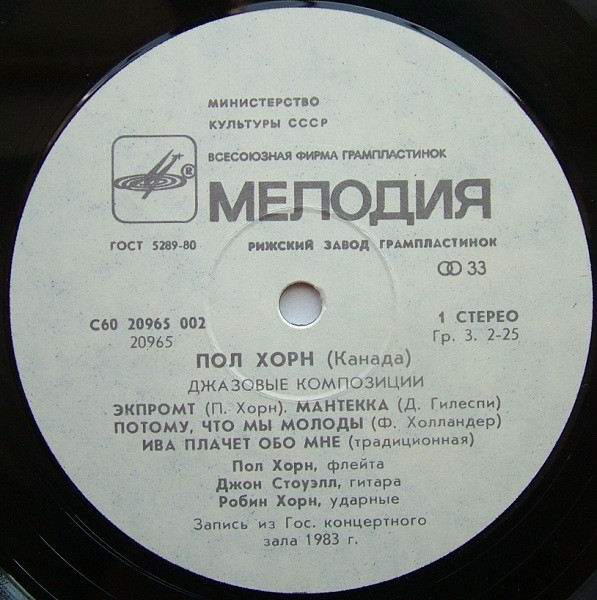 МИНИСТЕРСТВО
КУЛЬТУРЫ СССР
ВСЕСОЮЗНАЯ ФИРМА ГРАМПЛАСТИНОК
®
МЕЛОДИЯ
ГОСТ 5289-80 РИЖСКИЙ ЗАВОД ГРАМПЛАСТИНОК
33
С60 20965 002 1 СТЕРЕО
20965 Гр. 3. 2-25
ПОЛ ХОРН (Канада)
ДЖАЗОВЫЕ КОМПОЗИЦИИ
ЭКПРОМТ (П. Хорн). МАНТЕККА (Д. Гилеспи)
ПОТОМУ, ЧТО МЫ МОЛОДЫ (Ф. Холландер)
ИВА ПЛАЧЕТ ОБО МНЕ (традиционная)
Пол Хорн, флейта
Джон Стоуэлл, гитара
Робин Хорн, ударные
Запись из Гос. концертного
зала 1983 г.